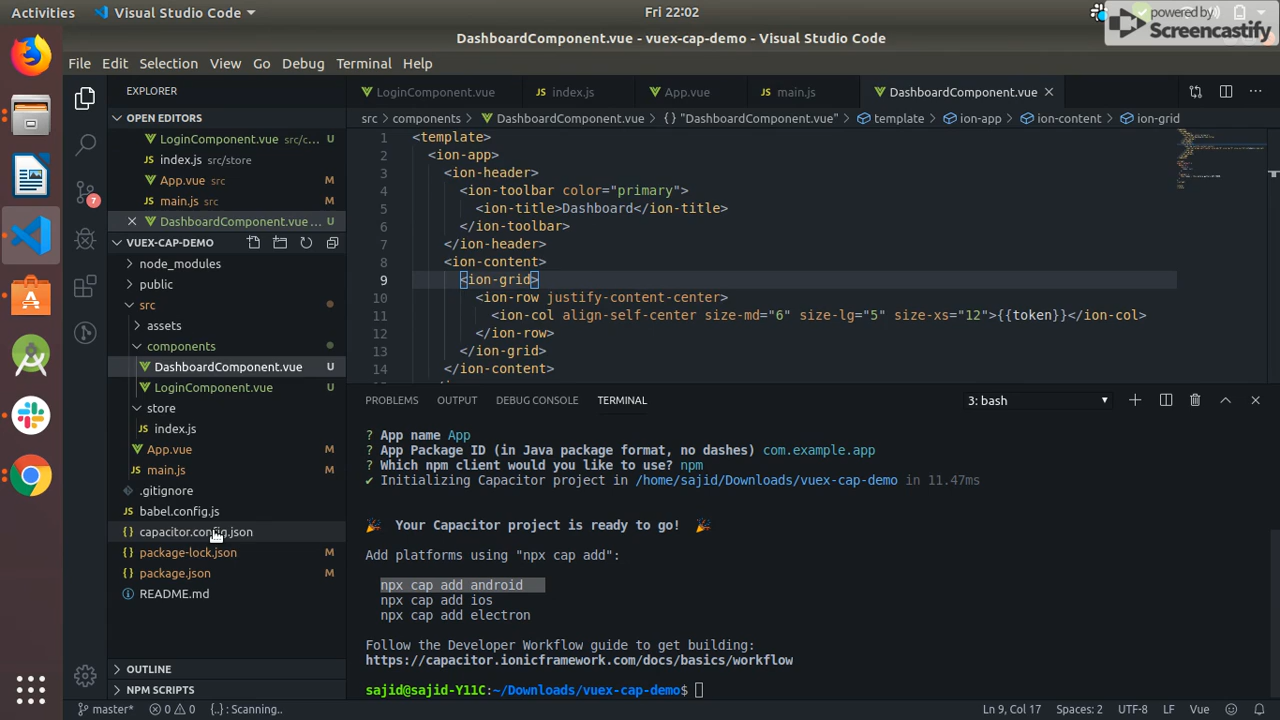 Activities
Visual Studio Code
Fri 22:02
powered by
Screencastify
DashboardComponent.vue - vuex-cap-demo - Visual Studio Code
File Edit Selection View Go Debug Terminal Help
EXPLORER
OPEN EDITORS
LoginComponent.vue src/c... U
index.js src/store
App.vue src M
main.js src M
DashboardComponent.vue... U
VUEX-CAP-DEMO
node_modules
public
src
assets
components
DashboardComponent.vue U
LoginComponent.vue U
store
index.js
App.vue M
main.js M
.gitignore
babel.config.js
capacitor.config.json
package-lock.json M
package.json M
README.md
OUTLINE
NPM SCRIPTS
7
LoginComponent.vue index.js App.vue main.js DashboardComponent.vue
src > components > DashboardComponent.vue > {} "DashboardComponent.vue" > template > ion-app > ion-content > ion-grid
1 <template>
2 <ion-app>
3 <ion-header>
4 <ion-toolbar color="primary">
5 <ion-title>Dashboard</ion-title>
6 </ion-toolbar>
7 </ion-header>
8 <ion-content>
9 <ion-grid>
10 <ion-row justify-content-center>
11 <ion-col align-self-center size-md="6" size-lg="5" size-xs="12">{{token}}</ion-col>
12 </ion-row>
13 </ion-grid>
14 </ion-content>
PROBLEMS OUTPUT DEBUG CONSOLE TERMINAL
3: bash
? App name App
? App Package ID (in Java package format, no dashes) com.example.app
? Which npm client would you like to use? npm
✔ Initializing Capacitor project in /home/sajid/Downloads/vuex-cap-demo in 11.47ms
🎉 Your Capacitor project is ready to go! 🎉
Add platforms using "npx cap add":
npx cap add android
npx cap add ios
npx cap add electron
Follow the Developer Workflow guide to get building:
https://capacitor.ionicframework.com/docs/basics/workflow
sajid@sajid-Y11C:~/Downloads/vuex-cap-demo$
master* 0 0 {..} : Scanning.. Ln 9, Col 17 Spaces: 2 UTF-8 LF Vue